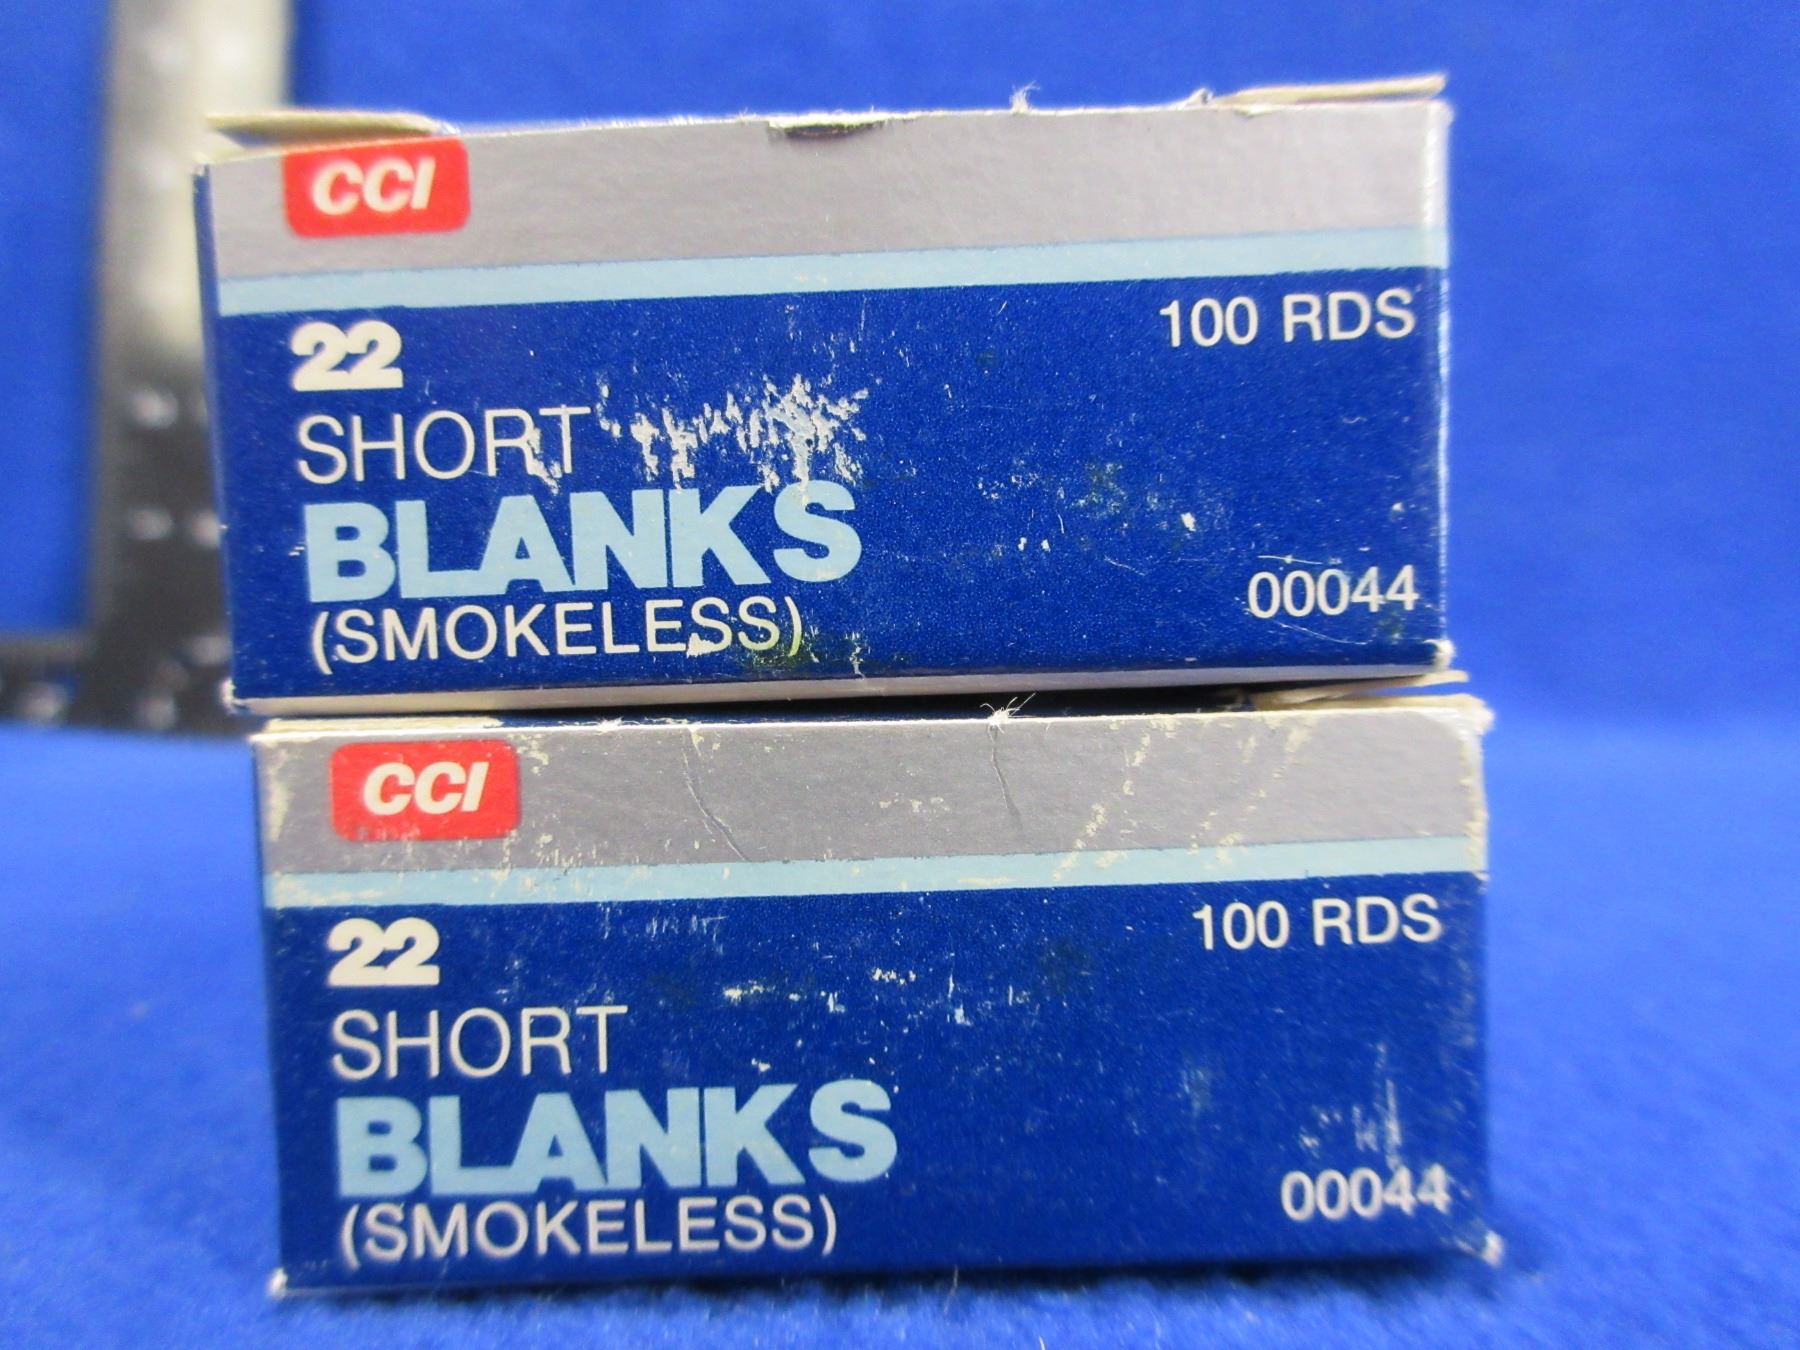 CCI
22
100 RDS
SHORT
BLANKS
(SMOKELESS)
00044
CCI
22
100 RDS
SHORT
BLANKS
(SMOKELESS)
00044